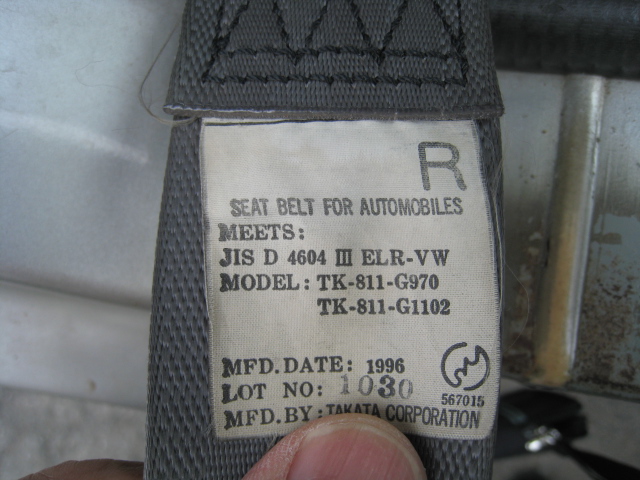 R
SEAT BELT FOR AUTOMOBILES
MEETS:
JIS D 4604 III ELR-VW
MODEL: TK-811-G970
TK-811-G1102
MFD.DATE: 1996
LOT NO: 1030
567015
MFD.BY: TAKATA CORPORATION